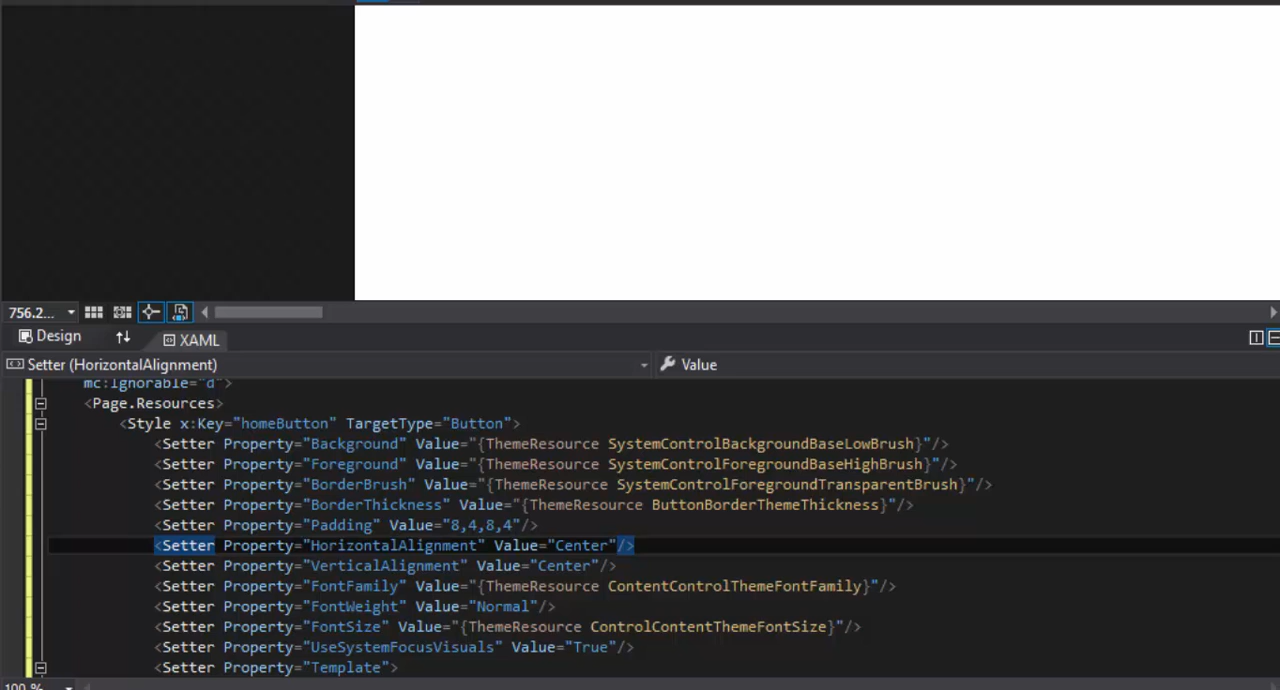 756.2...
Design
XAML
Setter (HorizontalAlignment)
Value
mc:Ignorable="d">
<Page.Resources>
<Style x:Key="homeButton" TargetType="Button">
<Setter Property="Background" Value="{ThemeResource SystemControlBackgroundBaseLowBrush}"/>
<Setter Property="Foreground" Value="{ThemeResource SystemControlForegroundBaseHighBrush}"/>
<Setter Property="BorderBrush" Value="{ThemeResource SystemControlForegroundTransparentBrush}"/>
<Setter Property="BorderThickness" Value="{ThemeResource ButtonBorderThemeThickness}"/>
<Setter Property="Padding" Value="8,4,8,4"/>
<Setter Property="HorizontalAlignment" Value="Center"/>
<Setter Property="VerticalAlignment" Value="Center"/>
<Setter Property="FontFamily" Value="{ThemeResource ContentControlThemeFontFamily}"/>
<Setter Property="FontWeight" Value="Normal"/>
<Setter Property="FontSize" Value="{ThemeResource ControlContentThemeFontSize}"/>
<Setter Property="UseSystemFocusVisuals" Value="True"/>
<Setter Property="Template">
100 %